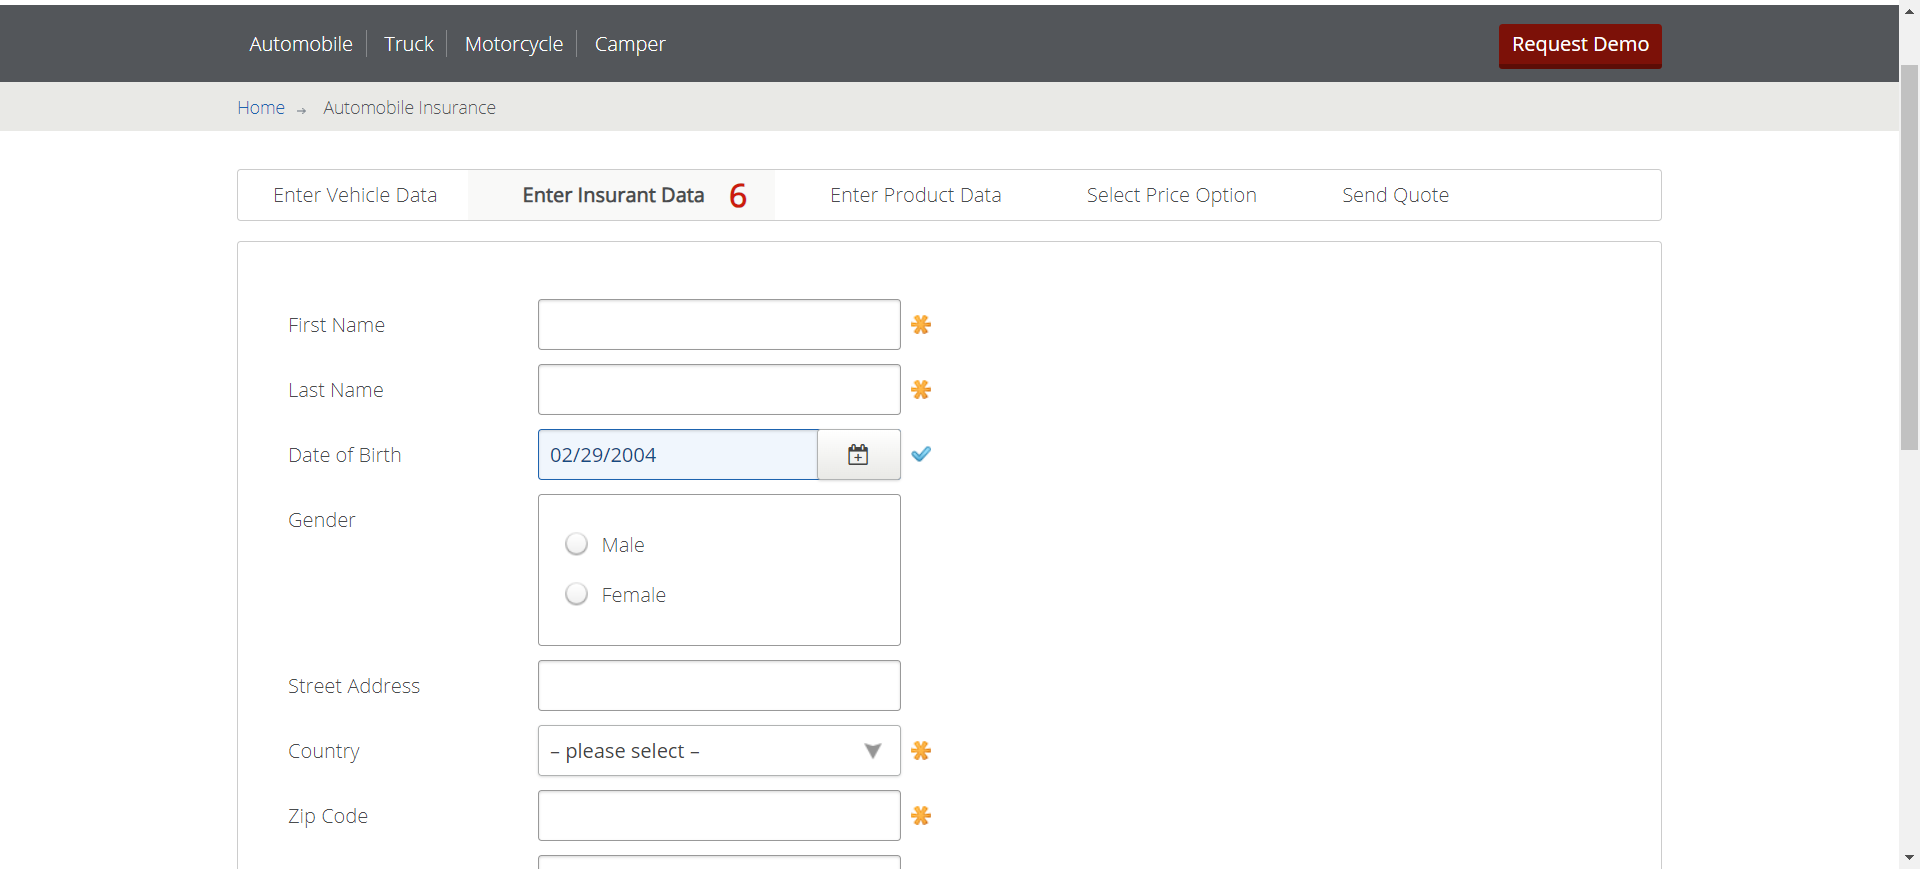 Automobile Truck Motorcycle Camper Request Demo
Home → Automobile Insurance
Enter Vehicle Data Enter Insurant Data 6 Enter Product Data Select Price Option Send Quote
First Name
Last Name
Date of Birth 02/29/2004
Gender
Male
Female
Street Address
Country – please select –
Zip Code